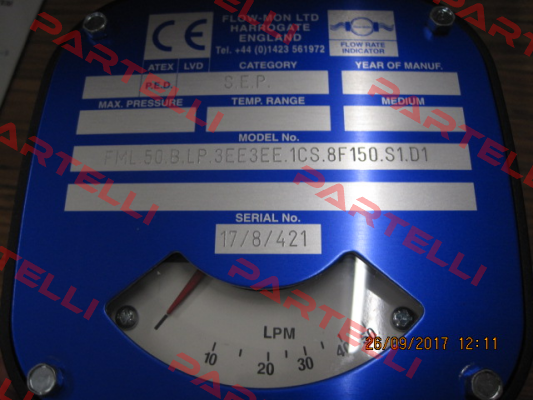 FLOW-MON LTD
HARROGATE
ENGLAND
Tel. +44 (0)1423 561972
CE
FLOW RATE
INDICATOR
ATEX LVD CATEGORY YEAR OF MANUF.
P.E.D. S.E.P.
MAX. PRESSURE TEMP. RANGE MEDIUM
MODEL No.
FML.50.B.LP.3EE3EE.1CS.8F150.S1.D1
SERIAL No.
17/8/421
LPM
10 20 30
26/09/2017 12:11
PARTELLI
PARTELLI
PARTELLI
PARTELLI
PARTELLI